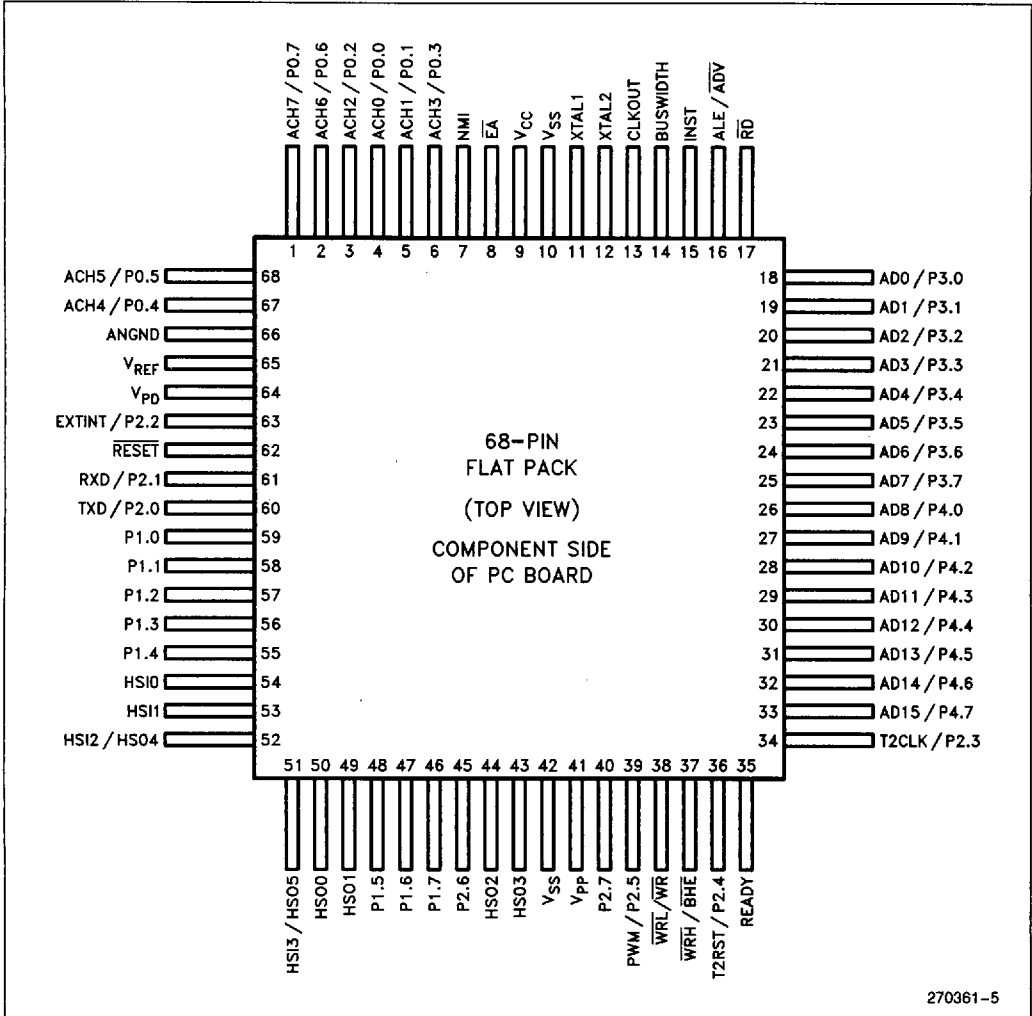 ACH7 / P0.7
ACH6 / P0.6
ACH2 / P0.2
ACH0 / P0.0
ACH1 / P0.1
ACH3 / P0.3
NMI
EA
VCC
VSS
XTAL1
XTAL2
CLKOUT
BUSWIDTH
INST
ALE / ADV
RD
1 2 3 4 5 6 7 8 9 10 11 12 13 14 15 16 17
ACH5 / P0.5 68
ACH4 / P0.4 67
ANGND 66
VREF 65
VPD 64
EXTINT / P2.2 63
RESET 62
RXD / P2.1 61
TXD / P2.0 60
P1.0 59
P1.1 58
P1.2 57
P1.3 56
P1.4 55
HSI0 54
HSI1 53
HSI2 / HSO4 52
68-PIN
FLAT PACK
(TOP VIEW)
COMPONENT SIDE
OF PC BOARD
18 AD0 / P3.0
19 AD1 / P3.1
20 AD2 / P3.2
21 AD3 / P3.3
22 AD4 / P3.4
23 AD5 / P3.5
24 AD6 / P3.6
25 AD7 / P3.7
26 AD8 / P4.0
27 AD9 / P4.1
28 AD10 / P4.2
29 AD11 / P4.3
30 AD12 / P4.4
31 AD13 / P4.5
32 AD14 / P4.6
33 AD15 / P4.7
34 T2CLK / P2.3
51 50 49 48 47 46 45 44 43 42 41 40 39 38 37 36 35
HSI3 / HSO5
HSO0
HSO1
P1.5
P1.6
P1.7
P2.6
HSO2
HSO3
VSS
VPP
P2.7
PWM / P2.5
WRL/WR
WRH / BHE
T2RST / P2.4
READY
270361-5